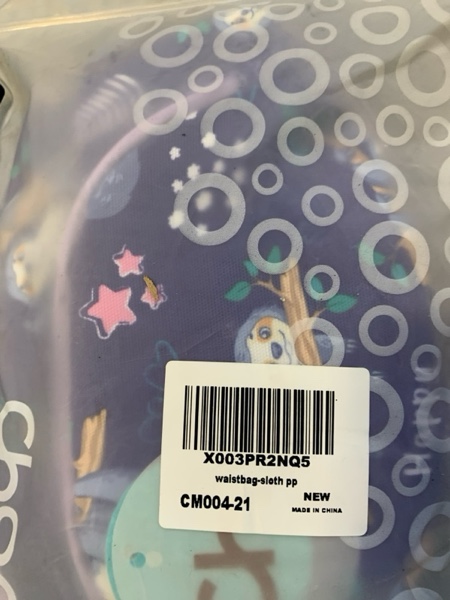 X003PR2NQ5
waistbag-sloth pp
CM004-21
NEW
MADE IN CHINA